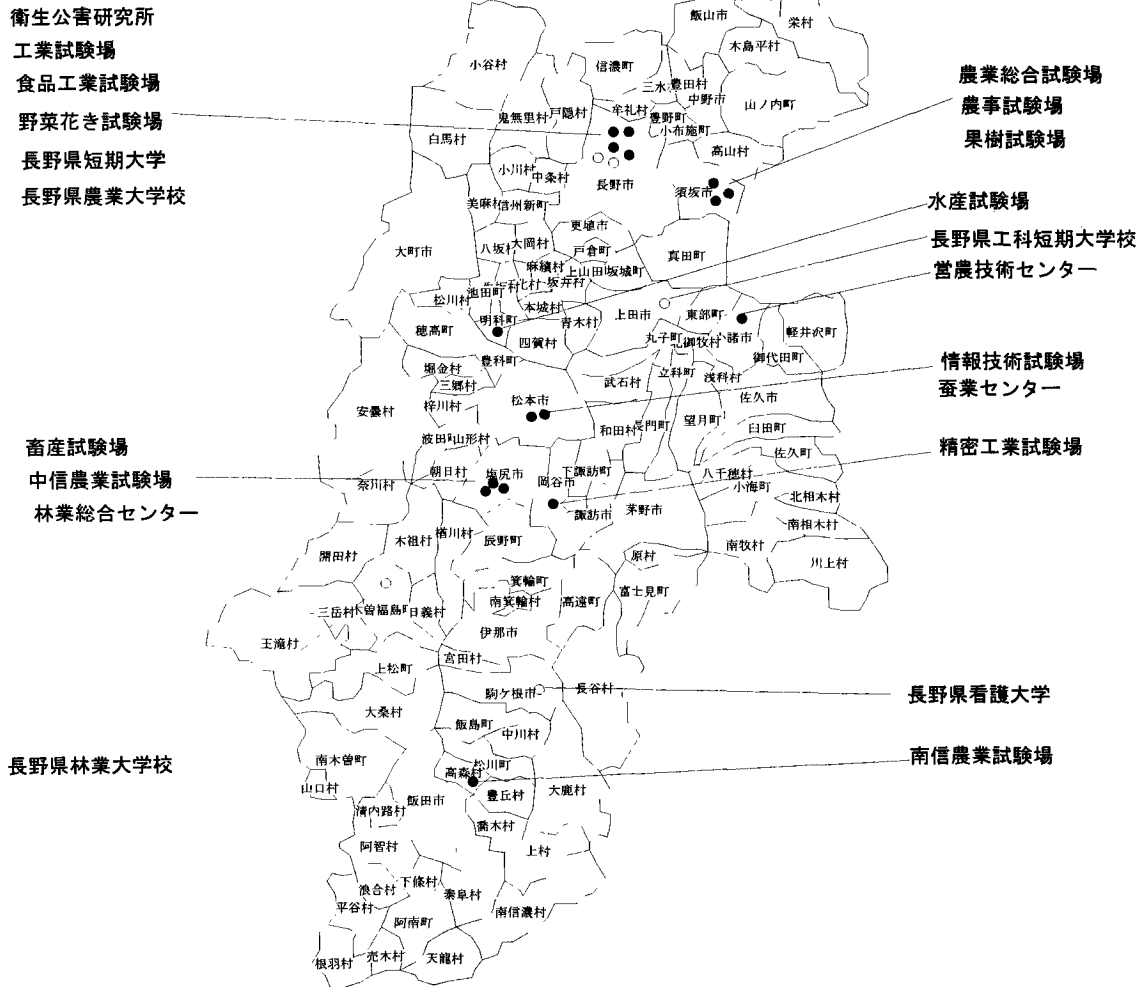 衛生公害研究所
工業試験場
食品工業試験場
野菜花き試験場
長野県短期大学
長野県農業大学校
農業総合試験場
農事試験場
果樹試験場
水産試験場
長野県工科短期大学校
営農技術センター
情報技術試験場
蚕業センター
精密工業試験場
畜産試験場
中信農業試験場
林業総合センター
長野県看護大学
南信農業試験場
長野県林業大学校
飯山市
栄村
木島平村
小谷村
信濃町
豊田村
中野市
山ノ内町
牟礼村
戸隠村
鬼無里村
豊野町
小布施町
高山村
白馬村
小川村
中条村
長野市
須坂市
信州新町
更埴市
大町市
八坂村
大岡村
戸倉町
真田町
麻績村
上山田
坂城町
坂井村
池田町
松川村
本城村
上田市
東部町
明科町
青木村
穂高町
四賀村
丸子町
北御牧村
小諸市
軽井沢町
御代田町
豊科町
堀金村
三郷村
武石村
立科町
浅科村
佐久市
安曇村
梓川村
松本市
和田村
長門町
望月町
臼田町
波田町
山形村
佐久町
朝日村
塩尻市
岡谷市
下諏訪町
八千穂村
小海町
奈川村
北相木村
諏訪市
茅野市
南相木村
楢川村
木祖村
辰野町
南牧村
開田村
原村
川上村
箕輪町
富士見町
三岳村
木曽福島町
日義村
南箕輪村
高遠町
王滝村
伊那市
上松町
宮田村
駒ケ根市
長谷村
大桑村
飯島町
中川村
南木曽町
松川町
高森村
山口村
豊丘村
大鹿村
清内路村
飯田市
喬木村
阿智村
上村
下條村
浪合村
泰阜村
平谷村
南信濃村
阿南町
根羽村
売木村
天龍村